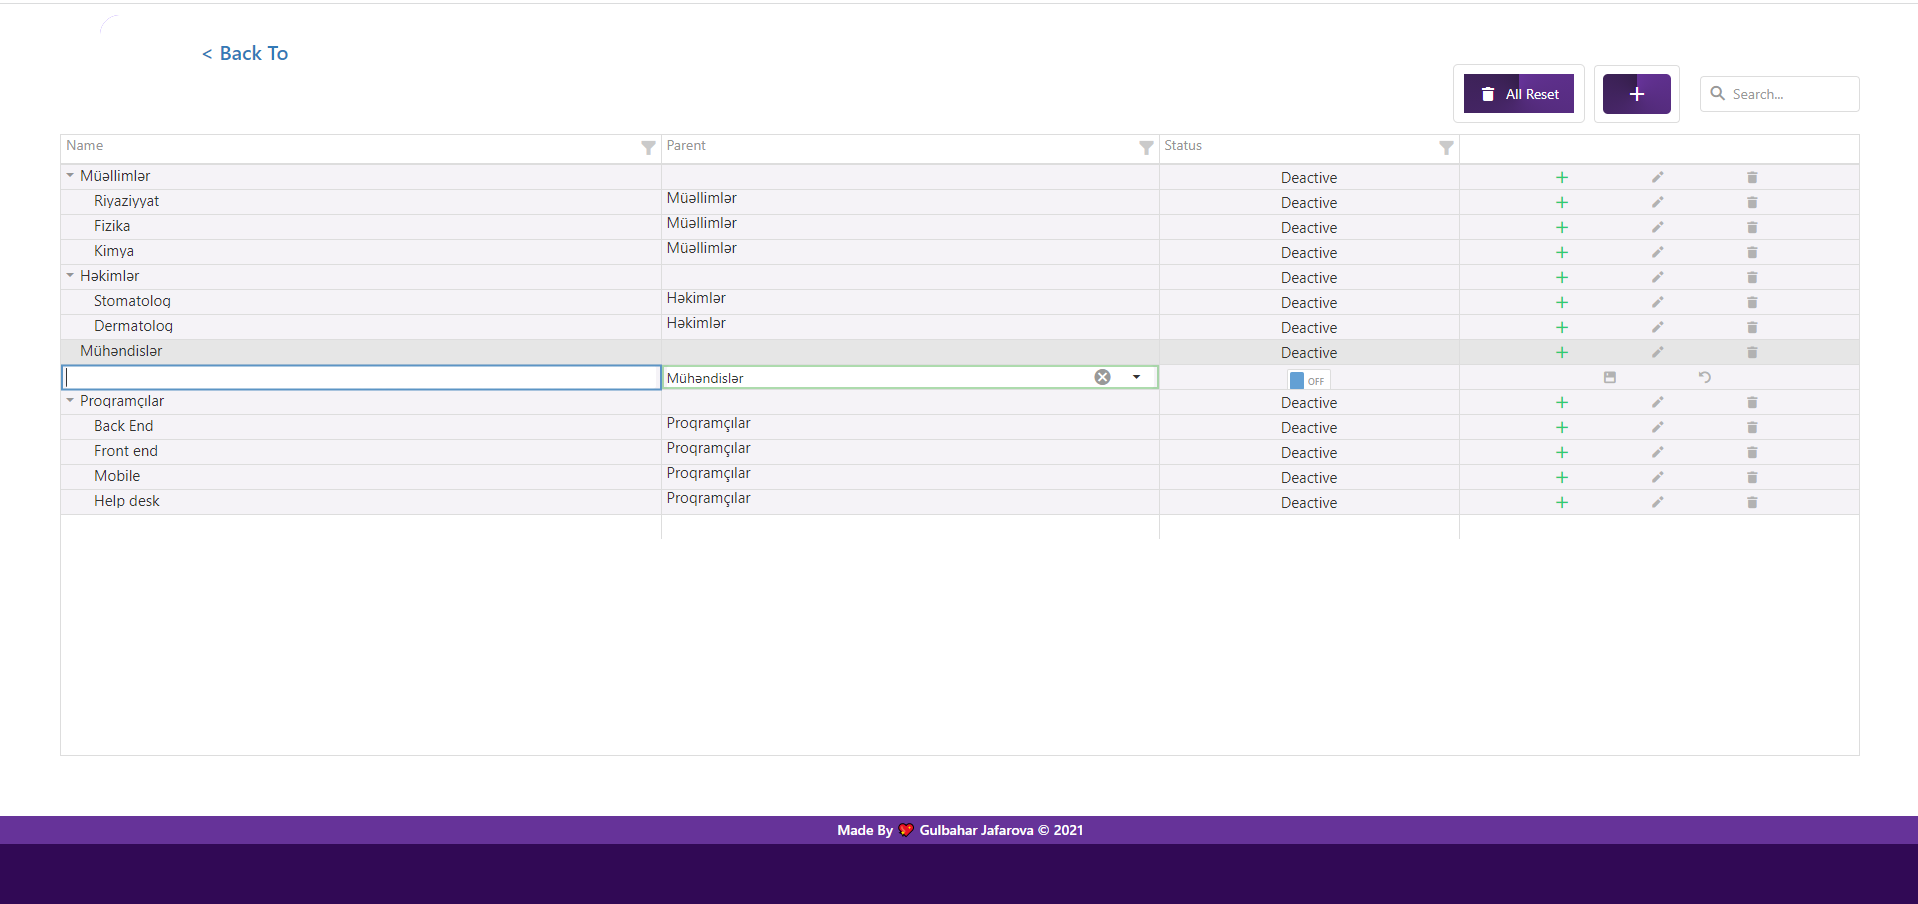 < Back To
All Reset
+
Search...
Name Parent Status
Müəllimlər Deactive
Riyaziyyat Müəllimlər Deactive
Fizika Müəllimlər Deactive
Kimya Müəllimlər Deactive
Həkimlər Deactive
Stomatoloq Həkimlər Deactive
Dermatoloq Həkimlər Deactive
Mühəndislər Deactive
Mühəndislər OFF
Proqramçılar Deactive
Back End Proqramçılar Deactive
Front end Proqramçılar Deactive
Mobile Proqramçılar Deactive
Help desk Proqramçılar Deactive
Made By 💖 Gulbahar Jafarova © 2021